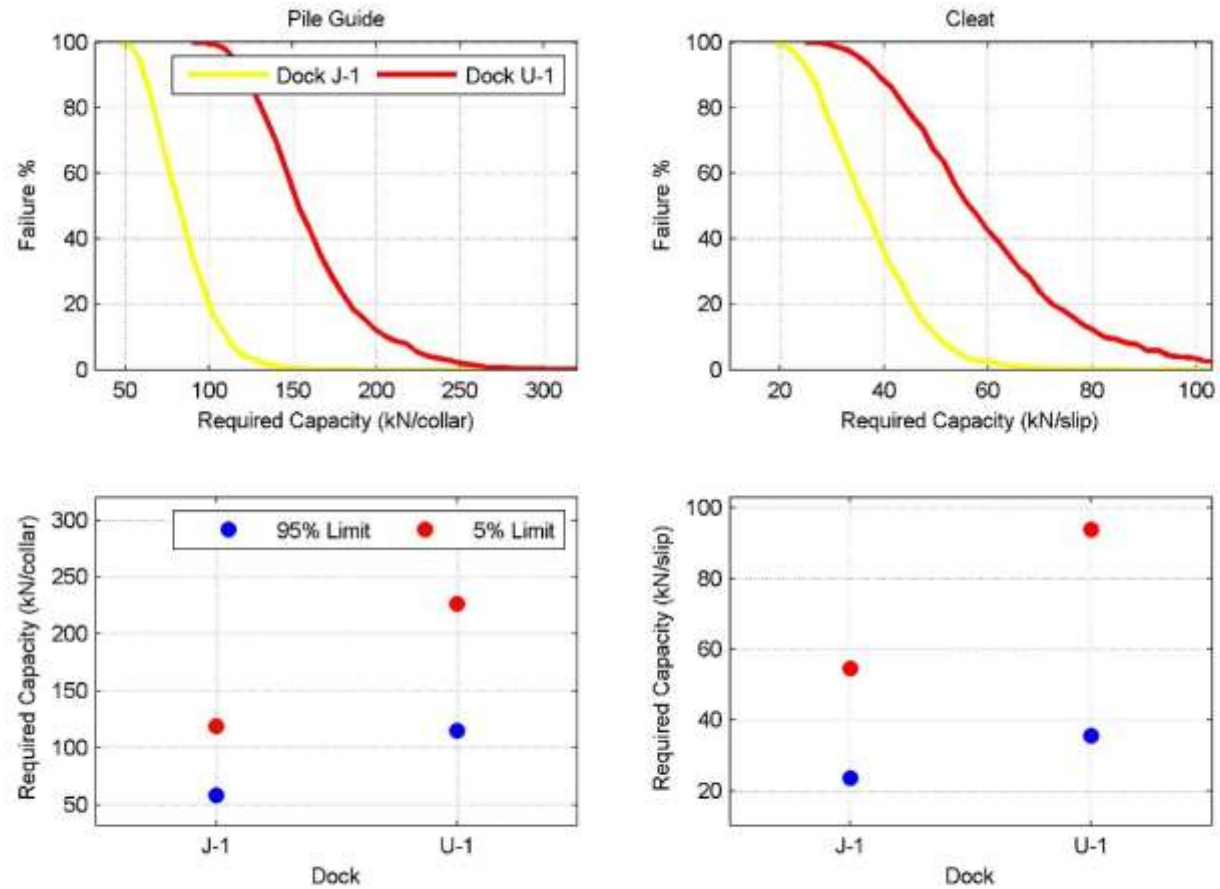 Pile Guide
100
80
60
40
20
0
Failure %
Dock J-1 Dock U-1
50 100 150 200 250 300
Required Capacity (kN/collar)
Cleat
100
80
60
40
20
0
Failure %
20 40 60 80 100
Required Capacity (kN/slip)
300
250
200
150
100
50
Required Capacity (kN/collar)
95% Limit 5% Limit
J-1 U-1
Dock
100
80
60
40
20
Required Capacity (kN/slip)
J-1 U-1
Dock